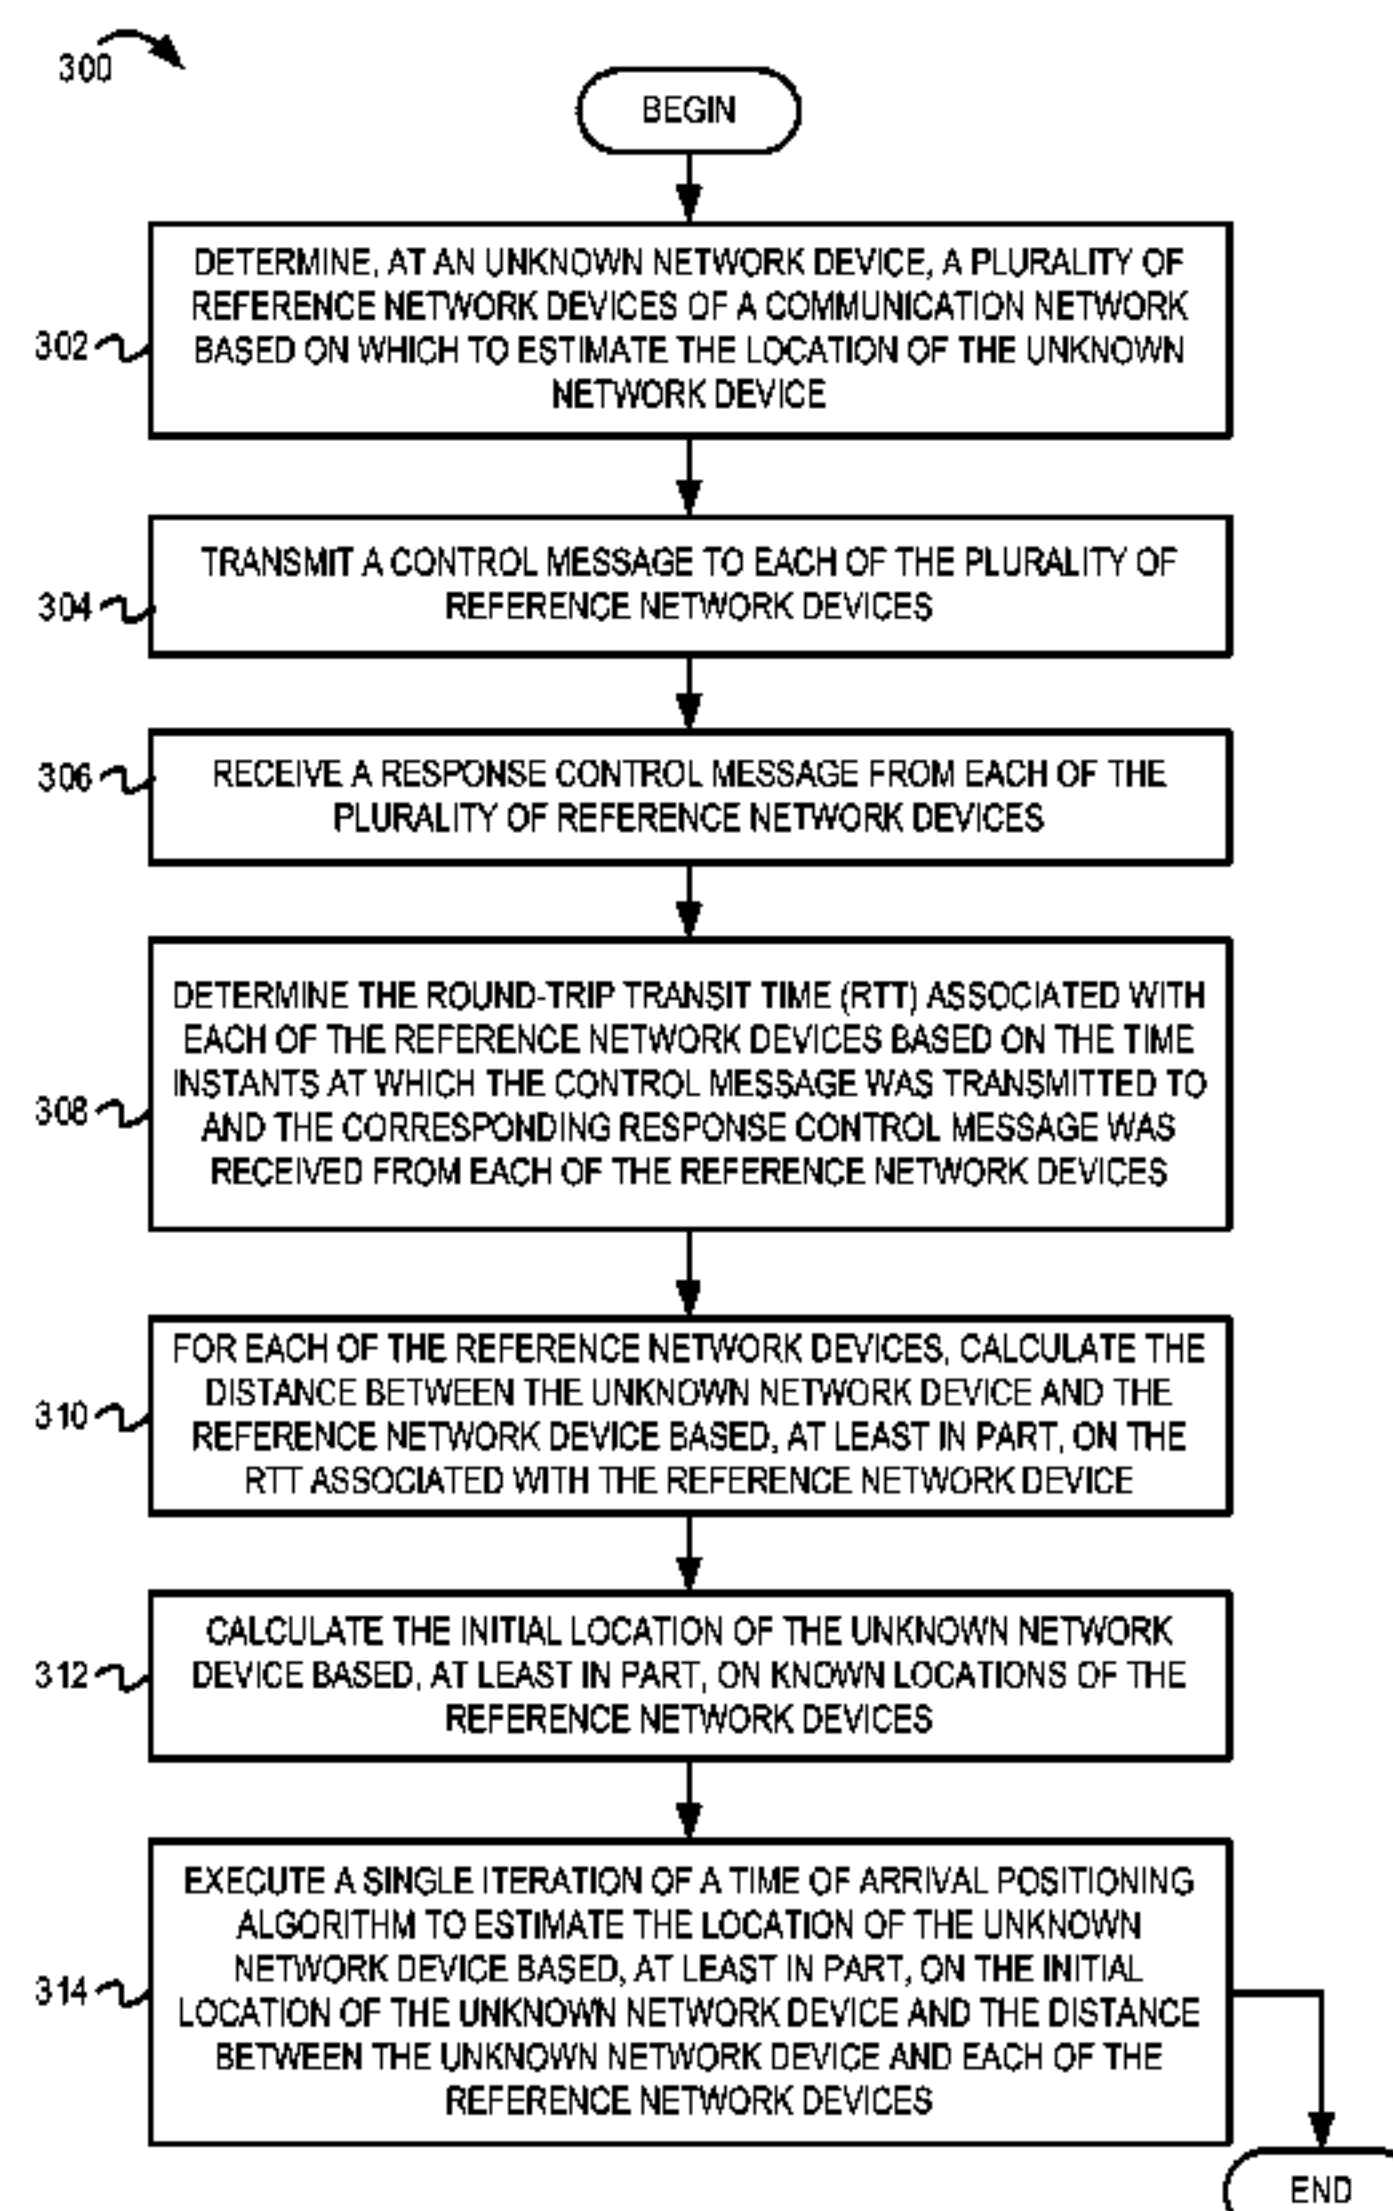 300
BEGIN
DETERMINE, AT AN UNKNOWN NETWORK DEVICE, A PLURALITY OF
REFERENCE NETWORK DEVICES OF A COMMUNICATION NETWORK
BASED ON WHICH TO ESTIMATE THE LOCATION OF THE UNKNOWN
NETWORK DEVICE
302
TRANSMIT A CONTROL MESSAGE TO EACH OF THE PLURALITY OF
REFERENCE NETWORK DEVICES
304
RECEIVE A RESPONSE CONTROL MESSAGE FROM EACH OF THE
PLURALITY OF REFERENCE NETWORK DEVICES
306
DETERMINE THE ROUND-TRIP TRANSIT TIME (RTT) ASSOCIATED WITH
EACH OF THE REFERENCE NETWORK DEVICES BASED ON THE TIME
INSTANTS AT WHICH THE CONTROL MESSAGE WAS TRANSMITTED TO
AND THE CORRESPONDING RESPONSE CONTROL MESSAGE WAS
RECEIVED FROM EACH OF THE REFERENCE NETWORK DEVICES
308
FOR EACH OF THE REFERENCE NETWORK DEVICES, CALCULATE THE
DISTANCE BETWEEN THE UNKNOWN NETWORK DEVICE AND THE
REFERENCE NETWORK DEVICE BASED, AT LEAST IN PART, ON THE
RTT ASSOCIATED WITH THE REFERENCE NETWORK DEVICE
310
CALCULATE THE INITIAL LOCATION OF THE UNKNOWN NETWORK
DEVICE BASED, AT LEAST IN PART, ON KNOWN LOCATIONS OF THE
REFERENCE NETWORK DEVICES
312
EXECUTE A SINGLE ITERATION OF A TIME OF ARRIVAL POSITIONING
ALGORITHM TO ESTIMATE THE LOCATION OF THE UNKNOWN
NETWORK DEVICE BASED, AT LEAST IN PART, ON THE INITIAL
LOCATION OF THE UNKNOWN NETWORK DEVICE AND THE DISTANCE
BETWEEN THE UNKNOWN NETWORK DEVICE AND EACH OF THE
REFERENCE NETWORK DEVICES
314
END